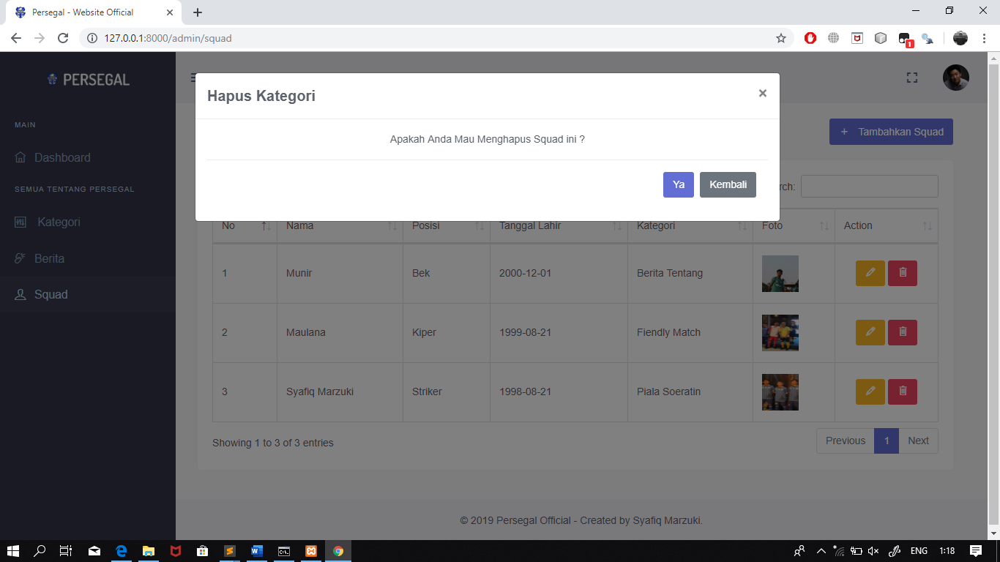 Persegal - Website Official
127.0.0.1:8000/admin/squad
1
PERSEGAL
MAIN
Dashboard
SEMUA TENTANG PERSEGAL
Kategori
Berita
Squad
Hapus Kategori
×
Apakah Anda Mau Menghapus Squad ini ?
Ya Kembali
+ Tambahkan Squad
rch:
No Nama Posisi Tanggal Lahir Kategori Foto Action
1 Munir Bek 2000-12-01 Berita Tentang
2 Maulana Kiper 1999-08-21 Fiendly Match
3 Syafiq Marzuki Striker 1998-08-21 Piala Soeratin
Showing 1 to 3 of 3 entries
Previous 1 Next
© 2019 Persegal Official - Created by Syafiq Marzuki.
ENG 1:18